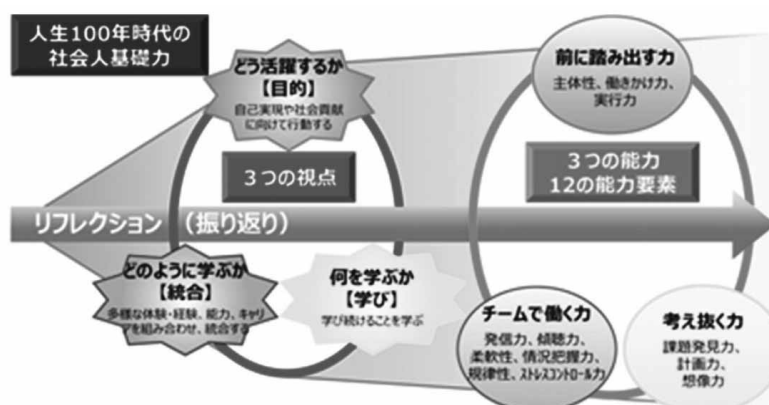 人生100年時代の
社会人基礎力
どう活躍するか
【目的】
自己実現や社会貢献
に向けて行動する
前に踏み出す力
主体性、働きかけ力、
実行力
3つの視点
3つの能力
12の能力要素
リフレクション (振り返り)
どのように学ぶか
【統合】
多様な体験・経験、能力、キャリ
アを組み合わせ、統合する
何を学ぶか
【学び】
学び続けることを学ぶ
チームで働く力
発信力、傾聴力、
柔軟性、情況把握力、
規律性、ストレスコントロール力
考え抜く力
課題発見力、
計画力、
想像力